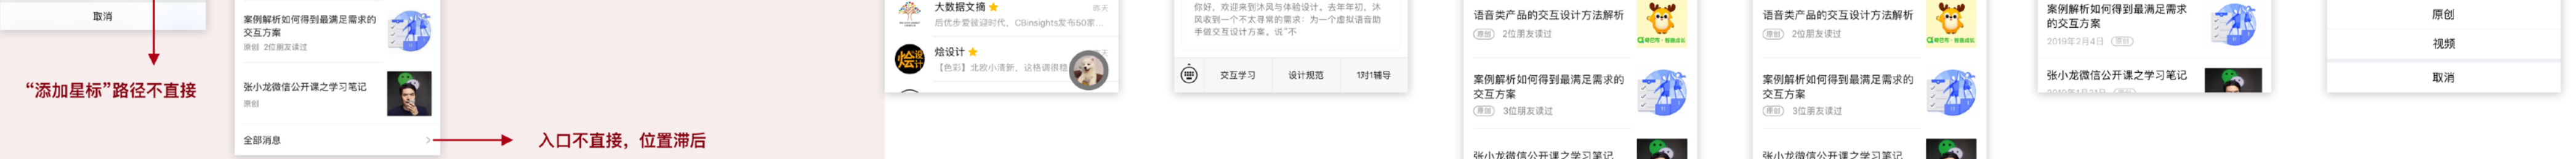 取消
“添加星标”路径不直接
案例解析如何得到最满足需求的
交互方案
原创 2位朋友读过
张小龙微信公开课之学习笔记
原创
全部消息
入口不直接，位置滞后
大数据文摘
昨天
后优步爱彼迎时代，CBinsights发布50家...
烩设计
【色彩】北欧小清新，这格调很稳
你好，欢迎来到沐风与体验设计。去年年初，沐
风收到一个不太寻常的需求：为一个虚拟语音助
手做交互设计方案。说“不
交互学习
设计规范
1对1辅导
语音类产品的交互设计方法解析
原创 2位朋友读过
案例解析如何得到最满足需求的
交互方案
原创 3位朋友读过
张小龙微信公开课之学习笔记
语音类产品的交互设计方法解析
原创 2位朋友读过
案例解析如何得到最满足需求的
交互方案
原创 3位朋友读过
张小龙微信公开课之学习笔记
案例解析如何得到最满足需求
的交互方案
2019年2月4日 原创
张小龙微信公开课之学习笔记
原创
视频
取消